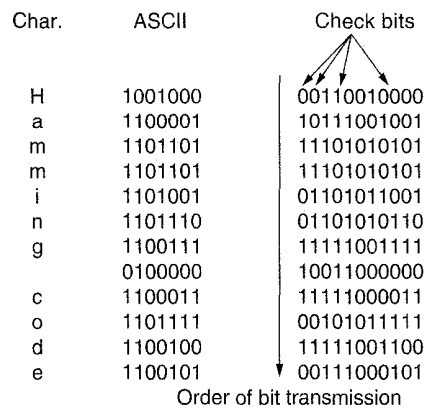 Char. ASCII Check bits
H 1001000 00110010000
a 1100001 10111001001
m 1101101 11101010101
m 1101101 11101010101
i 1101001 01101011001
n 1101110 01101010110
g 1100111 11111001111
0100000 10011000000
c 1100011 11111000011
o 1101111 00101011111
d 1100100 11111001100
e 1100101 00111000101
Order of bit transmission